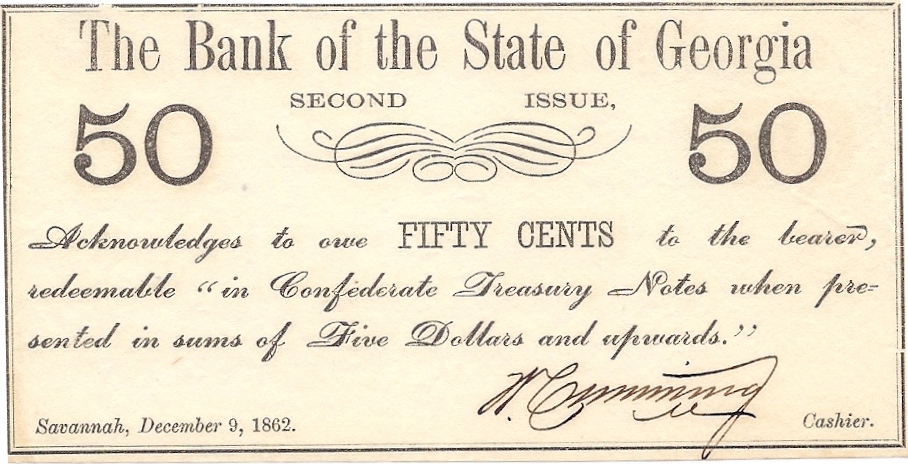 The Bank of the State of Georgia
SECOND ISSUE,
50 50
Acknowledges to owe FIFTY CENTS to the bearer,
redeemable “in Confederate Treasury Notes when pre=
sented in sums of Five Dollars and upwards.”
W. Cumming
Savannah, December 9, 1862. Cashier.